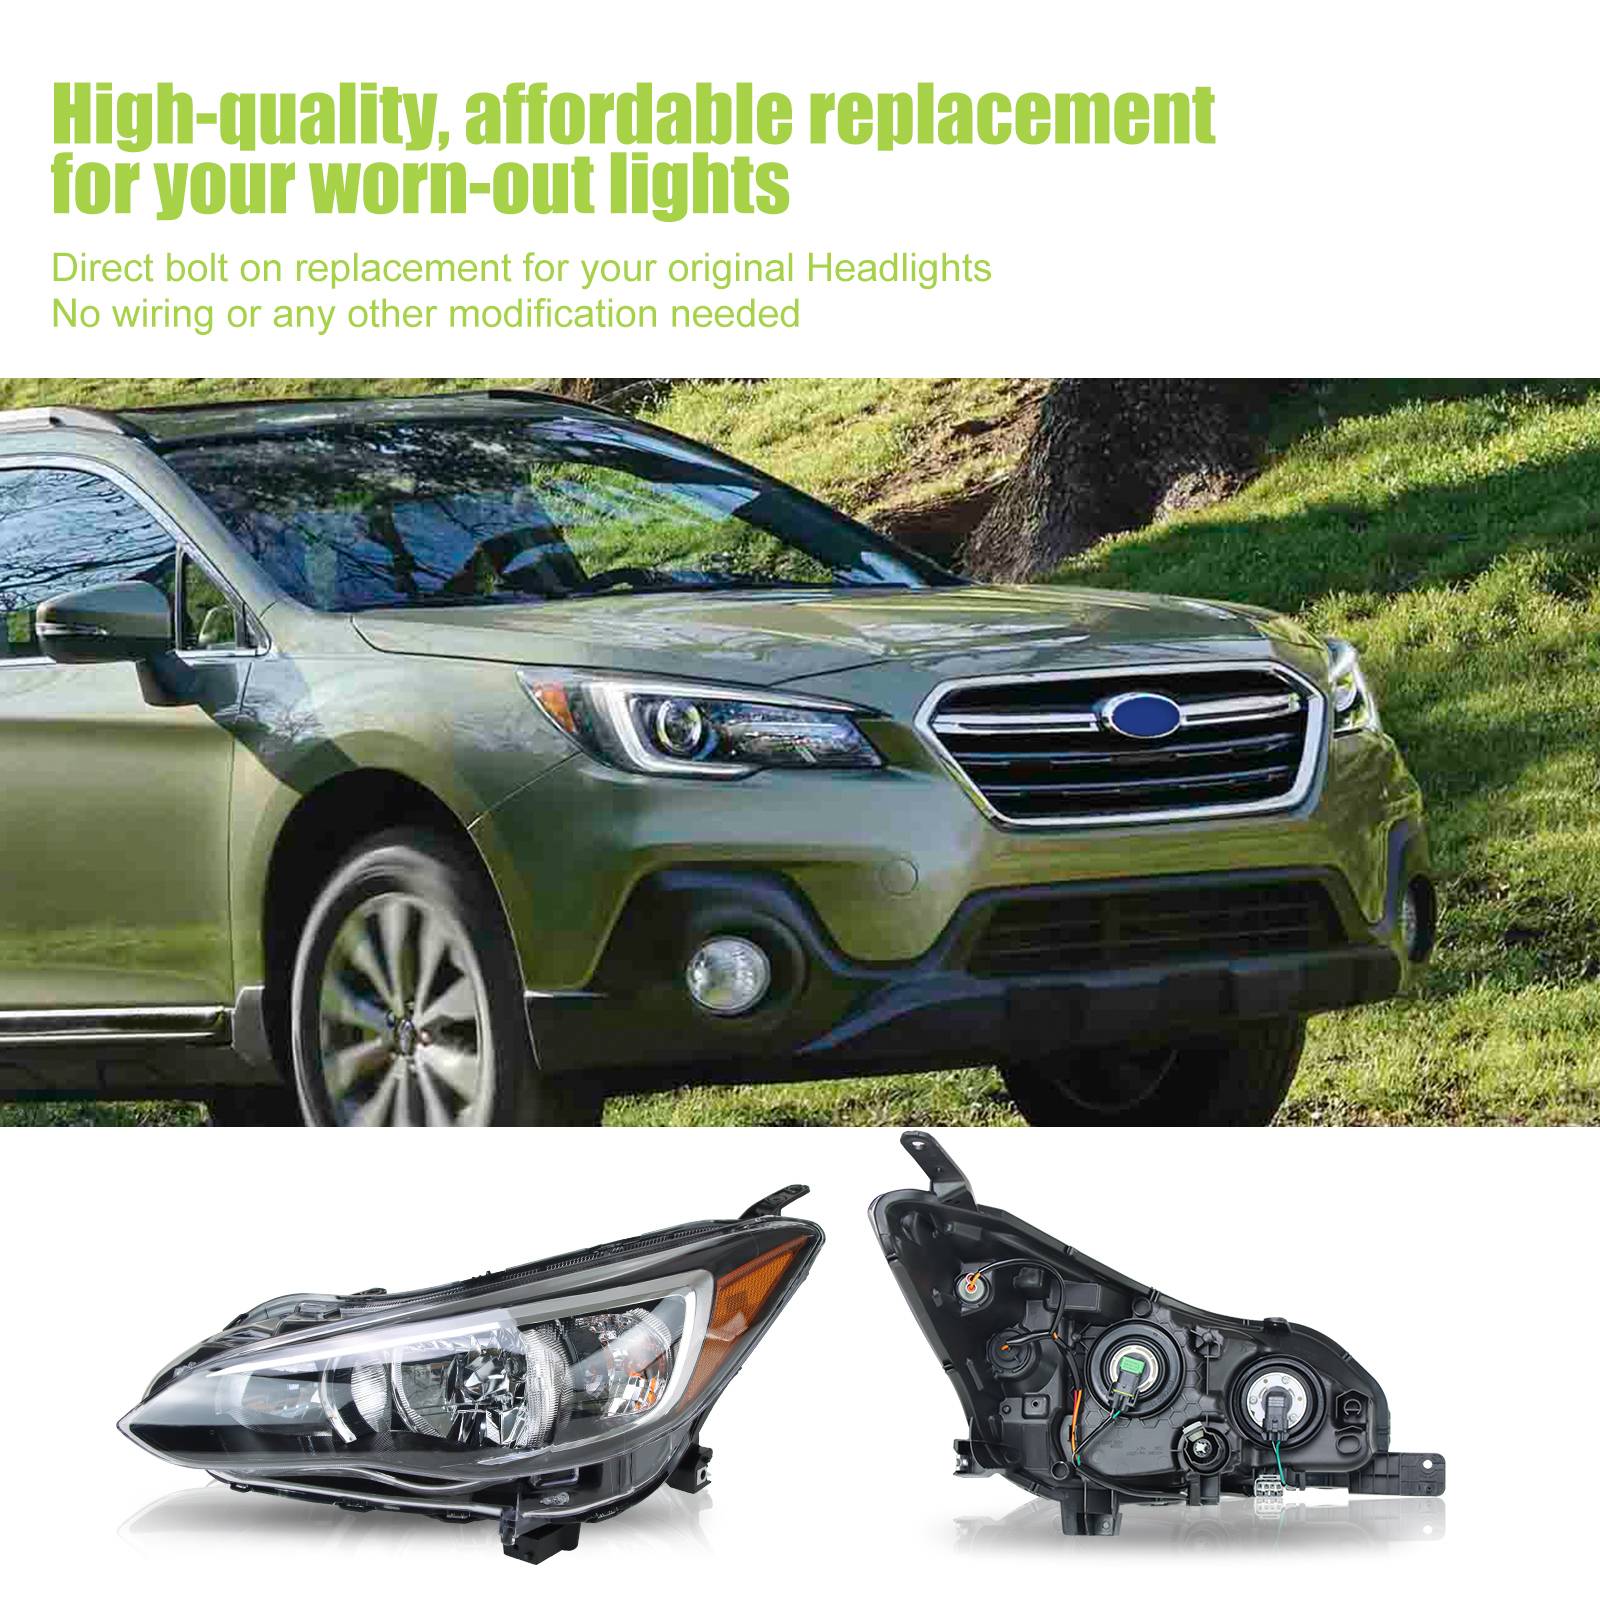 High-quality, affordable replacement
for your worn-out lights
Direct bolt on replacement for your original Headlights
No wiring or any other modification needed